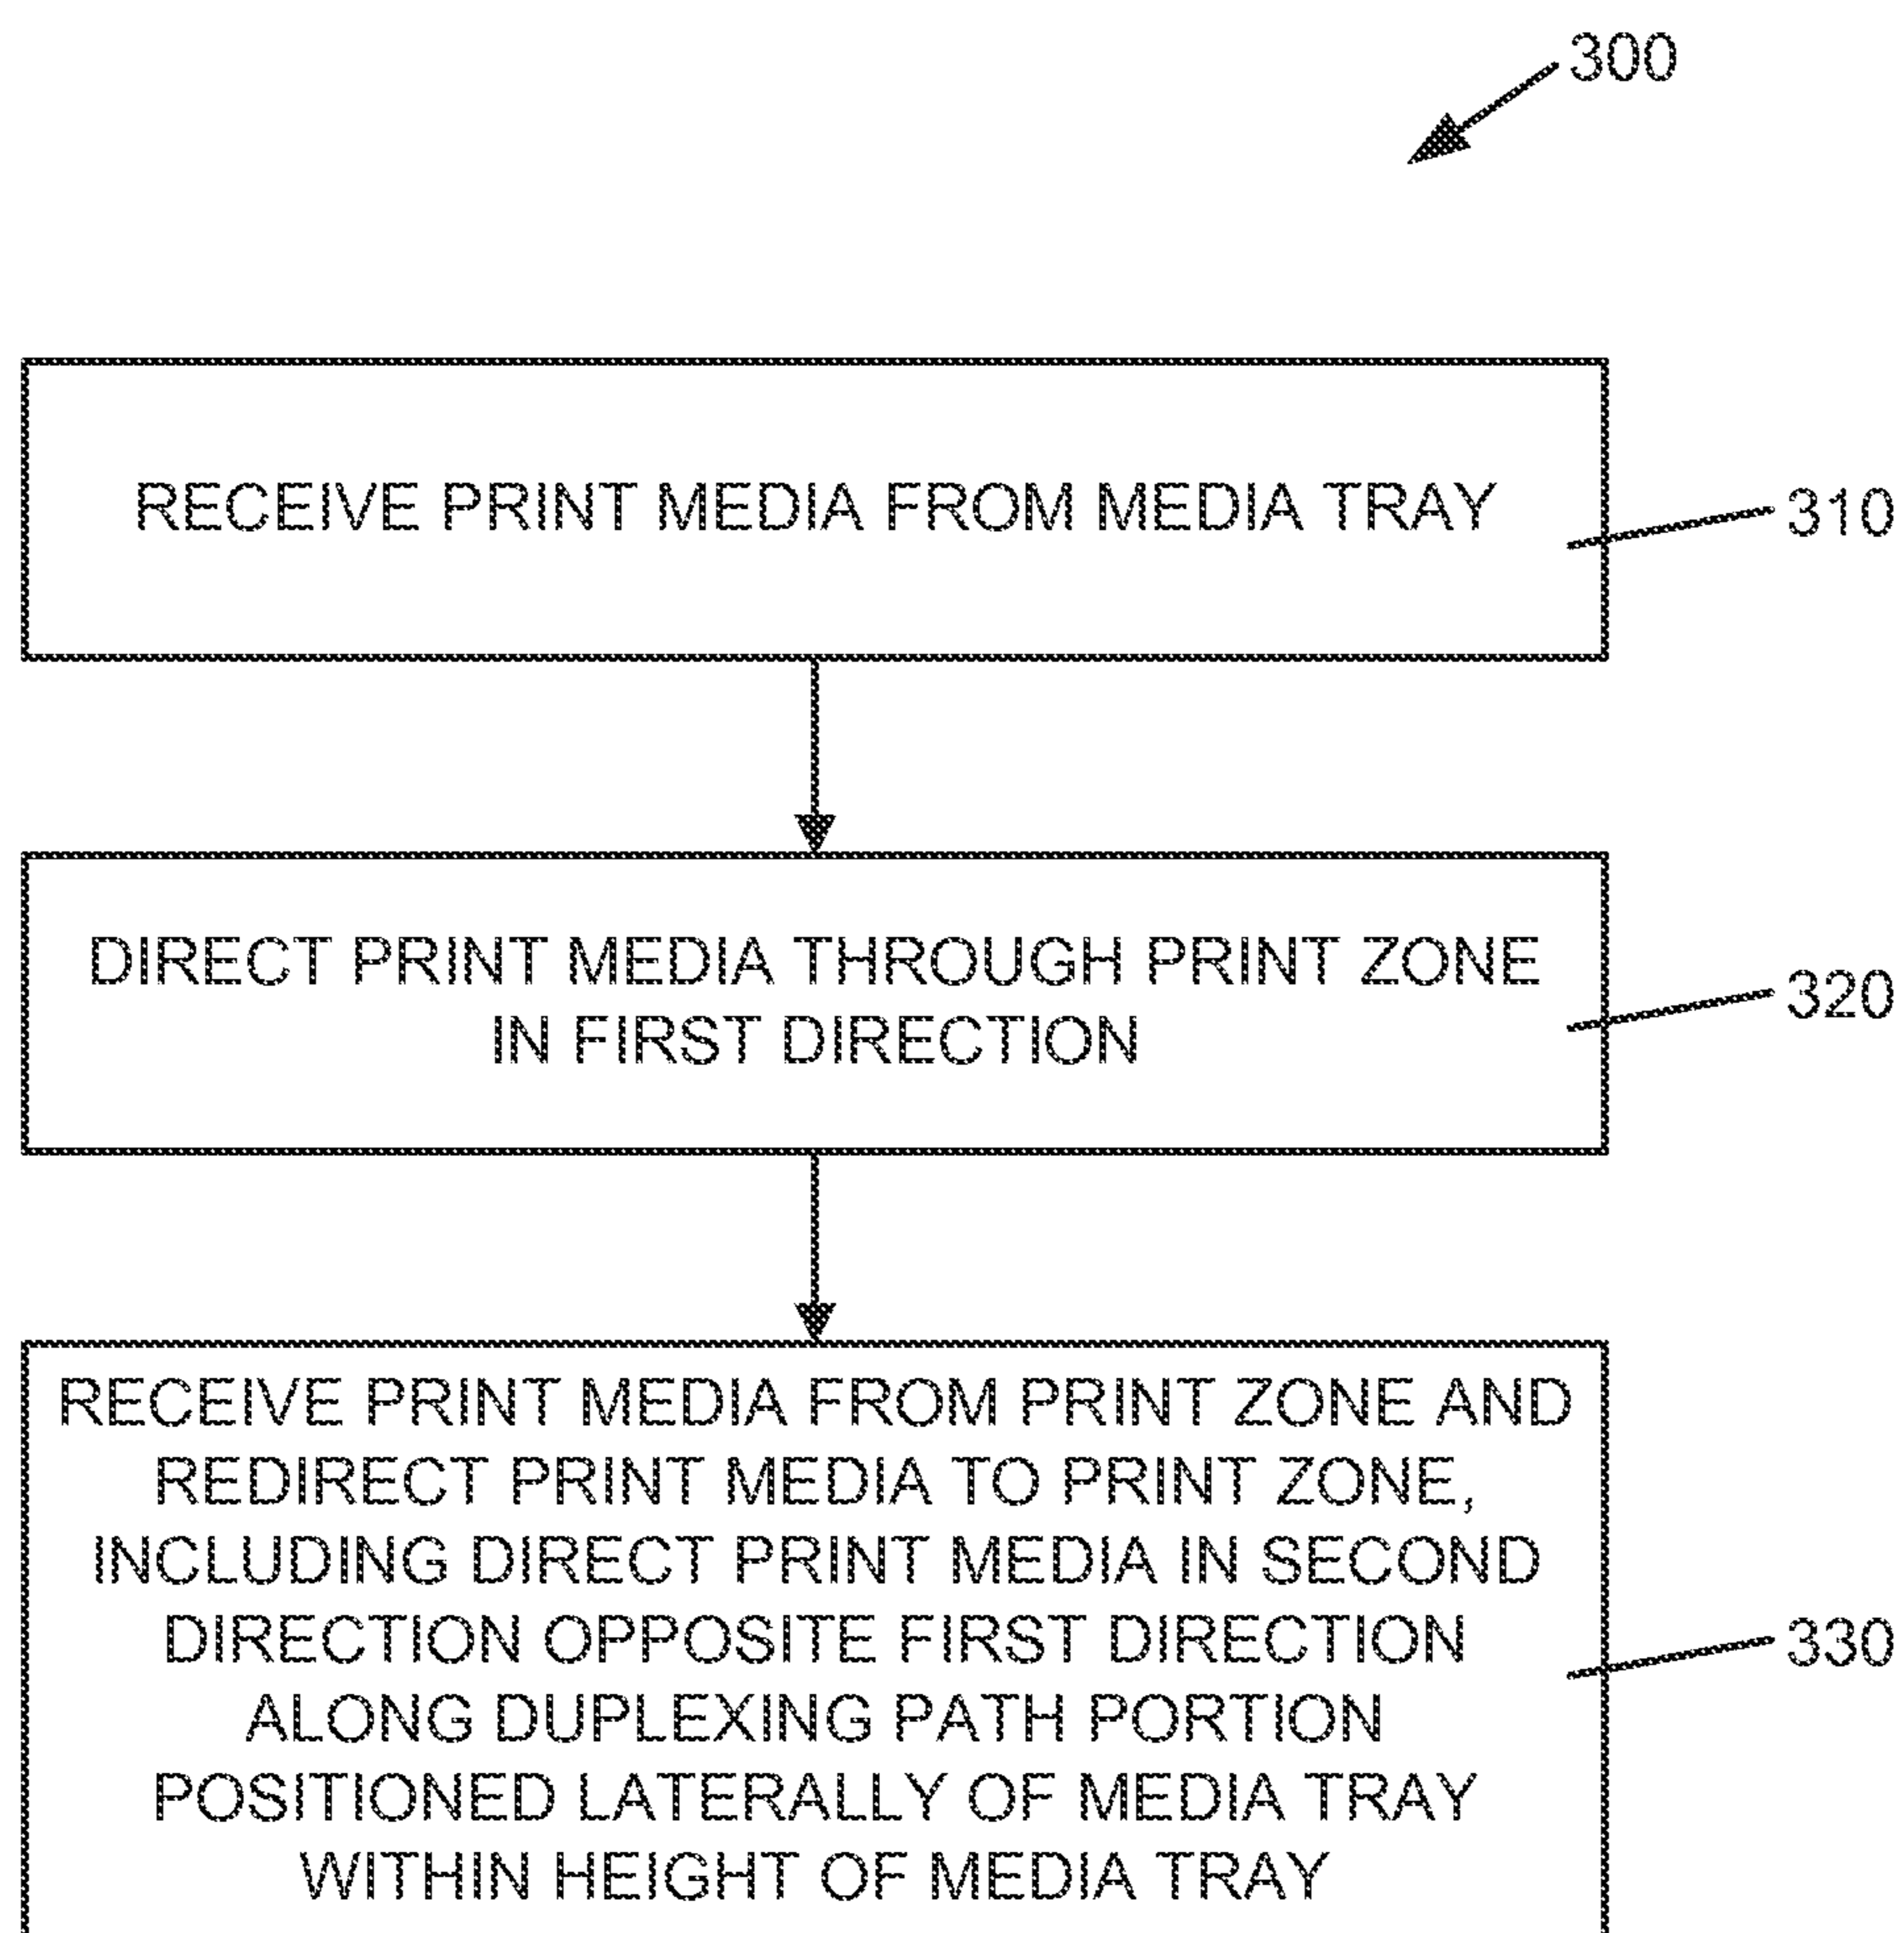 300
RECEIVE PRINT MEDIA FROM MEDIA TRAY
310
DIRECT PRINT MEDIA THROUGH PRINT ZONE
IN FIRST DIRECTION
320
RECEIVE PRINT MEDIA FROM PRINT ZONE AND
REDIRECT PRINT MEDIA TO PRINT ZONE,
INCLUDING DIRECT PRINT MEDIA IN SECOND
DIRECTION OPPOSITE FIRST DIRECTION
ALONG DUPLEXING PATH PORTION
POSITIONED LATERALLY OF MEDIA TRAY
WITHIN HEIGHT OF MEDIA TRAY
330